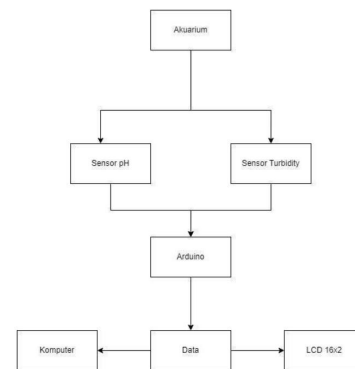 Akuarium
Sensor pH
Sensor Turbidity
Arduino
Komputer
Data
LCD 16x2